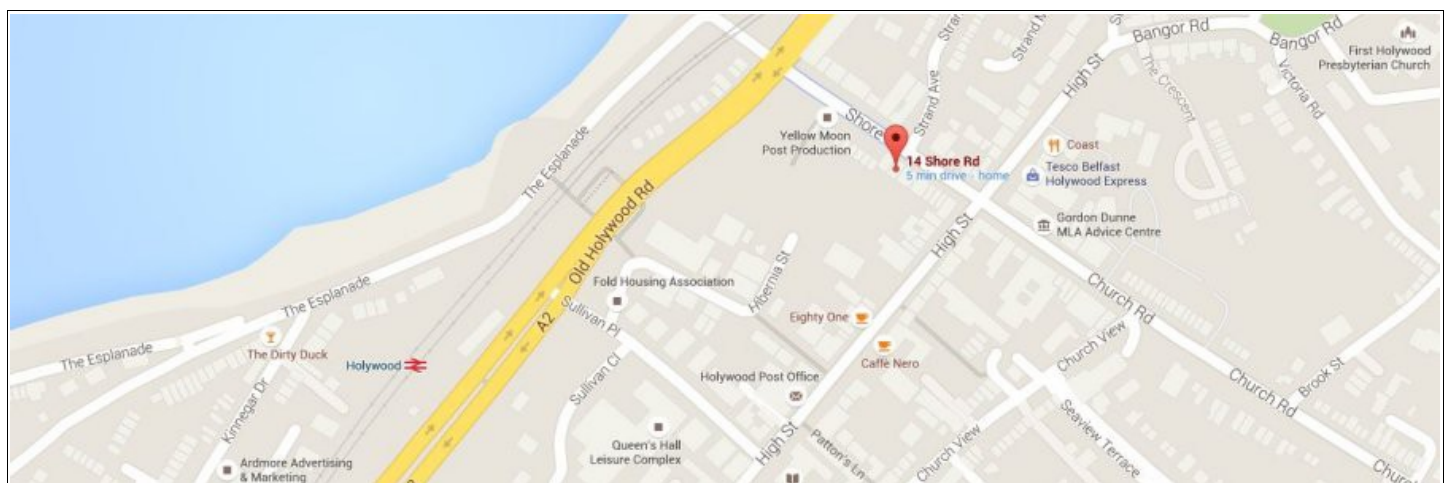 Bangor Rd
Bangor Rd
First Holywood
Presbyterian Church
High St
The Crescent
Victoria Rd
Strand Ave
Shore
Yellow Moon
Post Production
14 Shore Rd
5 min drive - home
Coast
Tesco Belfast
Holywood Express
Gordon Dunne
MLA Advice Centre
The Esplanade
Old Holywood Rd
High St
The Esplanade
Fold Housing Association
Hibernia St
Church Rd
A2
Sullivan Pl
Eighty One
The Esplanade
The Dirty Duck
Holywood
Caffè Nero
Church View
Brook St
Holywood Post Office
Sullivan Cl
Church Rd
Kinnegar Dr
Queen's Hall
Leisure Complex
High St
Patton's Ln
Church View
Seaview Terrace
Ardmore Advertising
& Marketing